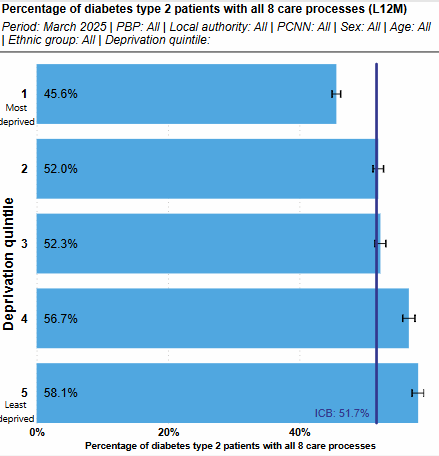 Percentage of diabetes type 2 patients with all 8 care processes (L12M)
Period: March 2025 | PBP: All | Local authority: All | PCNN: All | Sex: All | Age: All
| Ethnic group: All | Deprivation quintile:
Deprivation quintile
1
Most
deprived
45.6%
2
52.0%
3
52.3%
4
56.7%
5
Least
deprived
58.1%
ICB: 51.7%
0%
20%
40%
Percentage of diabetes type 2 patients with all 8 care processes